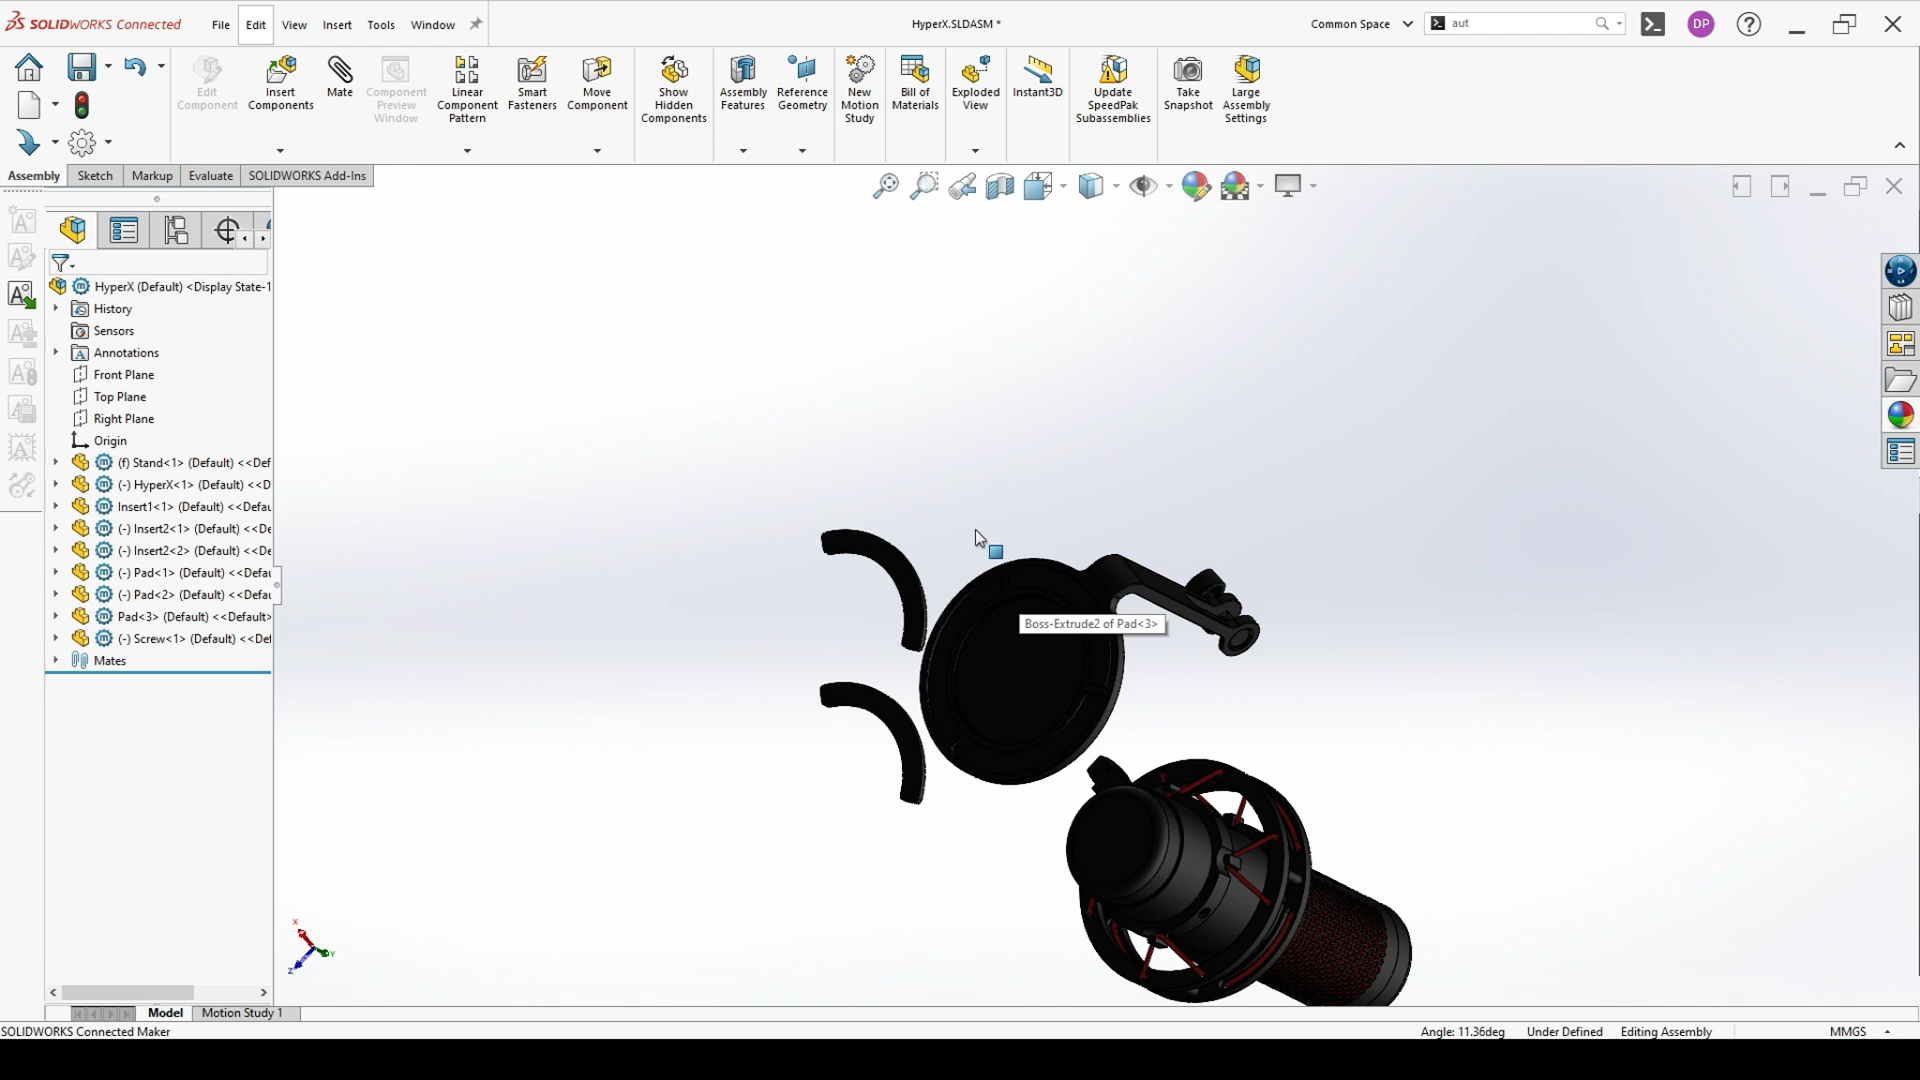 SOLIDWORKS Connected
File
Edit
View
Insert
Tools
Window
HyperX.SLDASM *
Common Space
aut
DP
Edit
Component
Insert
Components
Mate
Component
Preview
Window
Linear
Component
Pattern
Smart
Fasteners
Move
Component
Show
Hidden
Components
Assembly
Features
Reference
Geometry
New
Motion
Study
Bill of
Materials
Exploded
View
Instant3D
Update
SpeedPak
Subassemblies
Take
Snapshot
Large
Assembly
Settings
Assembly
Sketch
Markup
Evaluate
SOLIDWORKS Add-Ins
HyperX (Default) <Display State-1
History
Sensors
Annotations
Front Plane
Top Plane
Right Plane
Origin
(f) Stand<1> (Default) <<Def
(-) HyperX<1> (Default) <<D
Insert1<1> (Default) <<Defau
(-) Insert2<1> (Default) <<De
(-) Insert2<2> (Default) <<De
(-) Pad<1> (Default) <<Defau
(-) Pad<2> (Default) <<Defau
Pad<3> (Default) <<Default>
(-) Screw<1> (Default) <<Def
Mates
Boss-Extrude2 of Pad<3>
X
Y
Z
Model
Motion Study 1
SOLIDWORKS Connected Maker
Angle: 11.36deg
Under Defined
Editing Assembly
MMGS